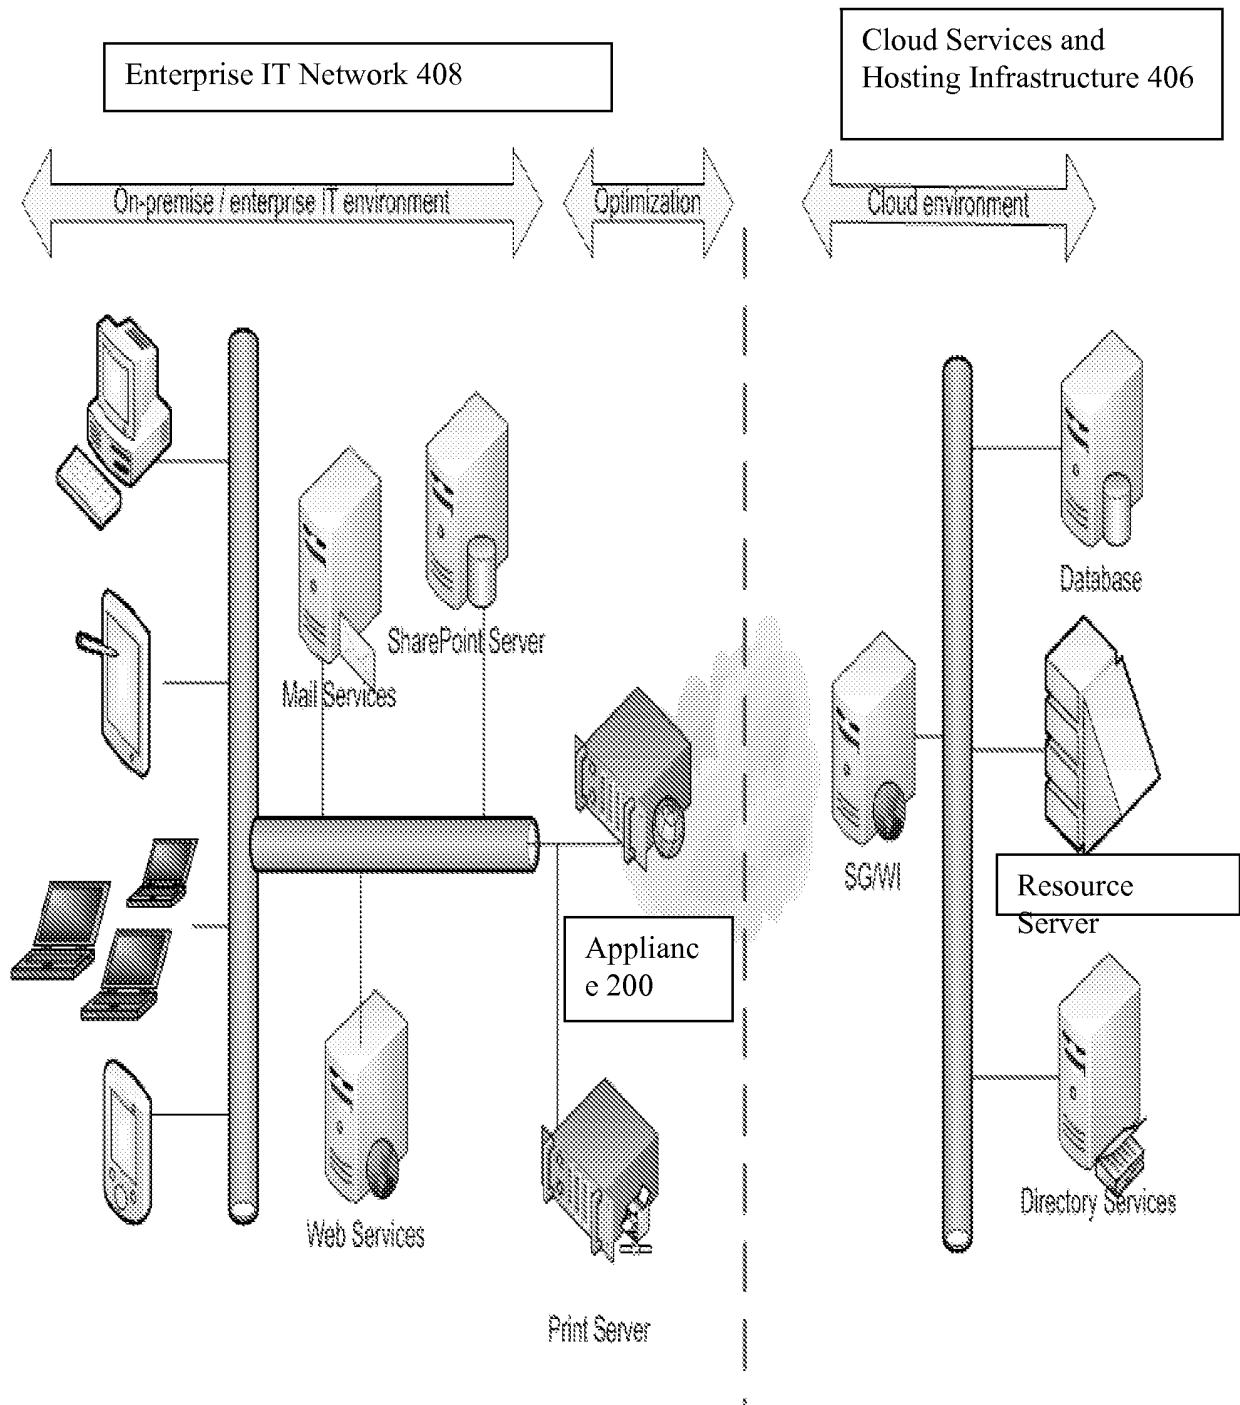 Enterprise IT Network 408
Cloud Services and
Hosting Infrastructure 406
On-premise / enterprise IT environment
Optimization
Cloud environment
Database
SharePoint Server
Mail Services
SG/WI
Resource
Server
Applianc
e 200
Directory Services
Web Services
Print Server